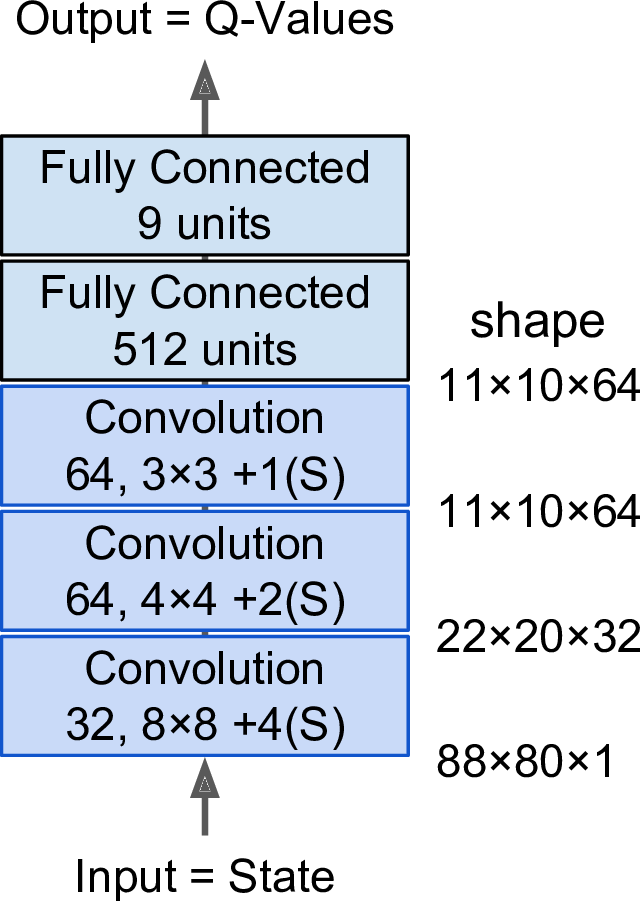 Output = Q-Values
Fully Connected
9 units
Fully Connected
512 units
shape
11×10×64
Convolution
64, 3×3 +1(S)
11×10×64
Convolution
64, 4×4 +2(S)
22×20×32
Convolution
32, 8×8 +4(S)
88×80×1
Input = State